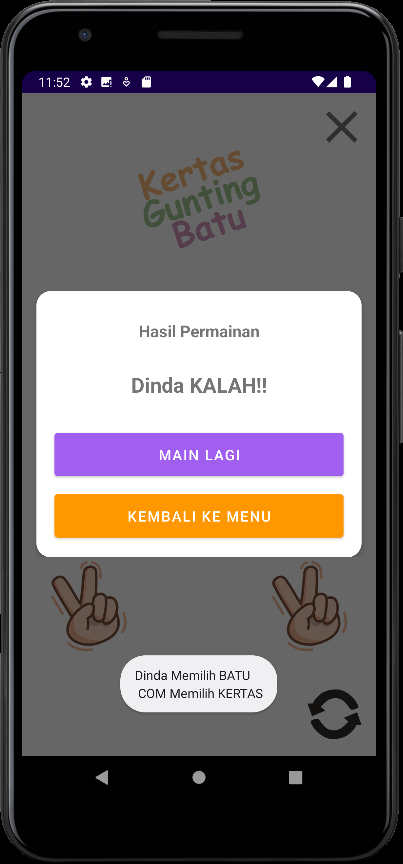 11:52
Kertas
Gunting
Batu
Hasil Permainan
Dinda KALAH!!
MAIN LAGI
KEMBALI KE MENU
Dinda Memilih BATU
COM Memilih KERTAS